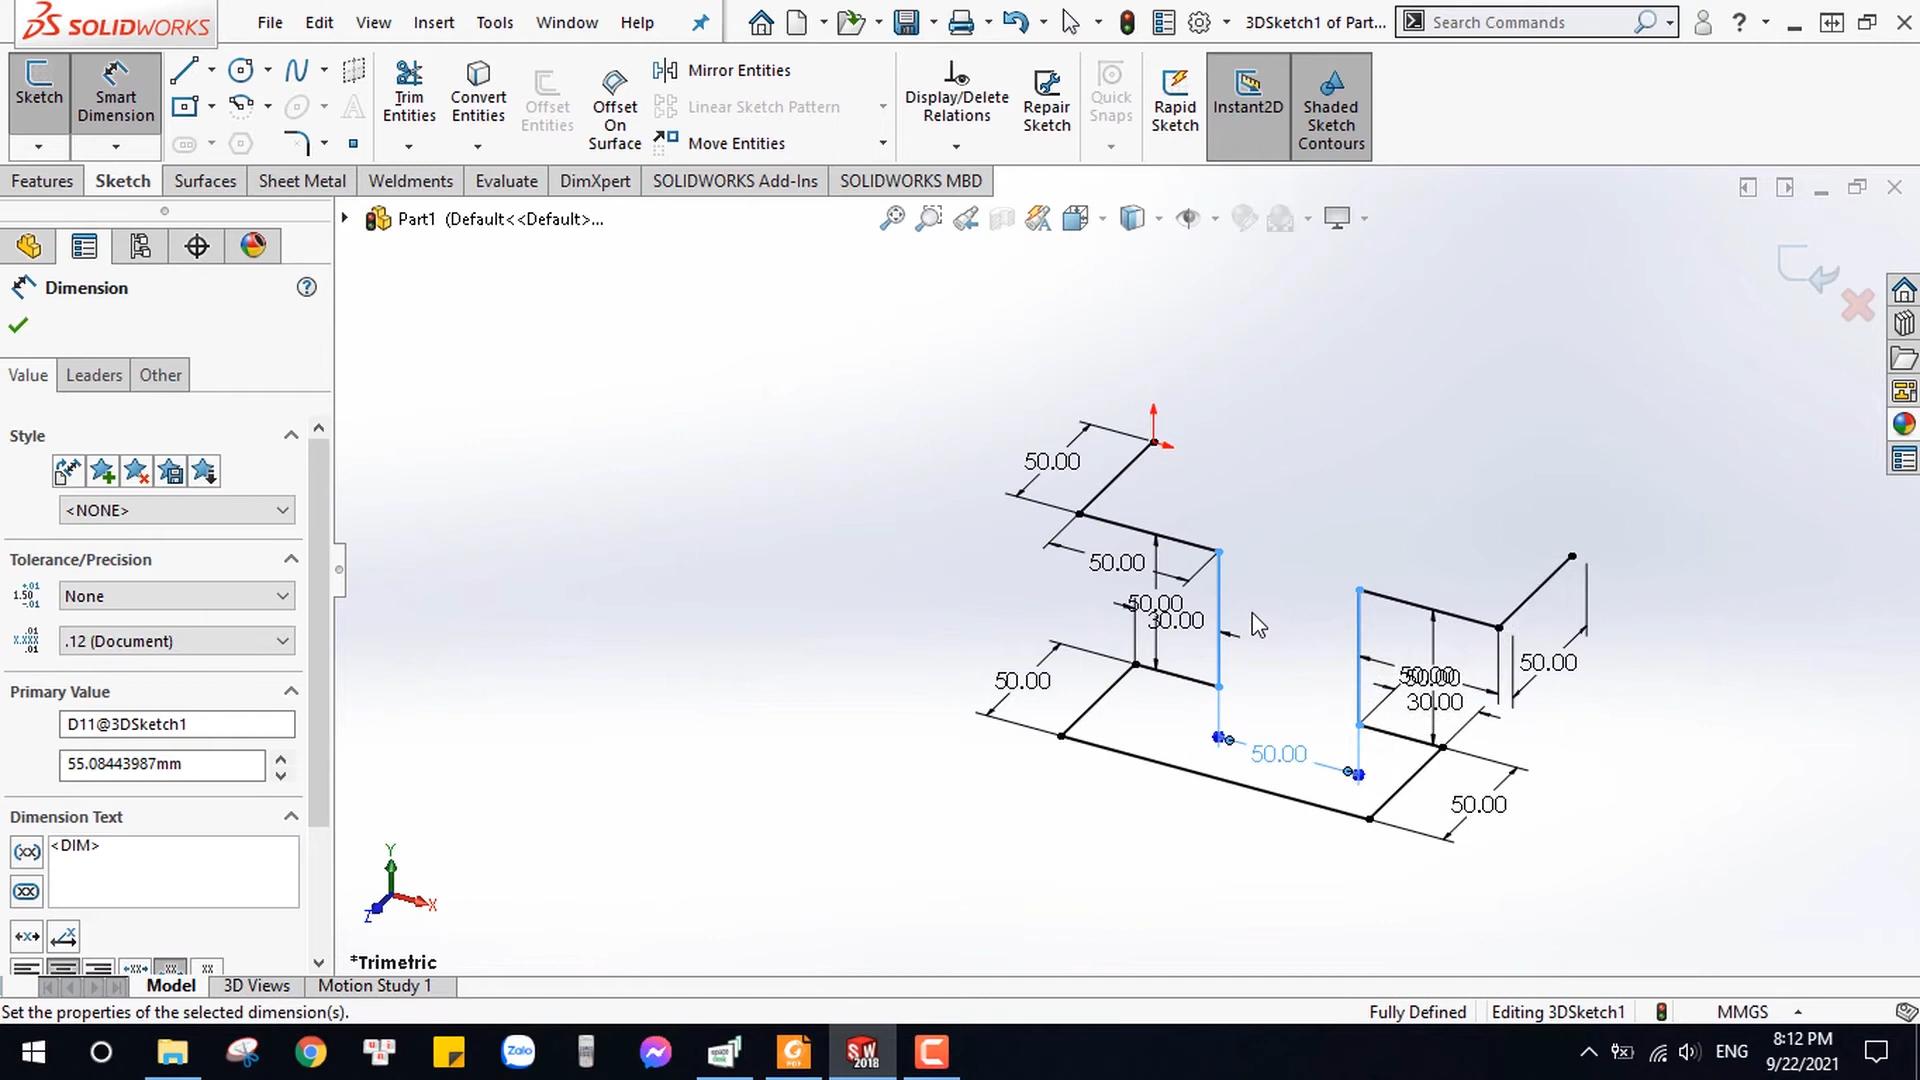 SOLIDWORKS
File Edit View Insert Tools Window Help
3DSketch1 of Part...
Search Commands
Sketch
Smart Dimension
Trim Entities
Convert Entities
Offset Entities
Offset On Surface
Mirror Entities
Linear Sketch Pattern
Move Entities
Display/Delete Relations
Repair Sketch
Quick Snaps
Rapid Sketch
Instant2D
Shaded Sketch Contours
Features Sketch Surfaces Sheet Metal Weldments Evaluate DimXpert SOLIDWORKS Add-Ins SOLIDWORKS MBD
Part1 (Default<<Default>...
Dimension
Value Leaders Other
Style
<NONE>
Tolerance/Precision
None
.12 (Document)
Primary Value
D11@3DSketch1
55.08443987mm
Dimension Text
<DIM>
50.00
50.00
50.00
30.00
50.00
50.00
50.00
50.00
30.00
50.00
50.00
Y
X
Z
*Trimetric
Model 3D Views Motion Study 1
Set the properties of the selected dimension(s).
Fully Defined
Editing 3DSketch1
MMGS
Zalo
SW
2018
ENG
8:12 PM
9/22/2021